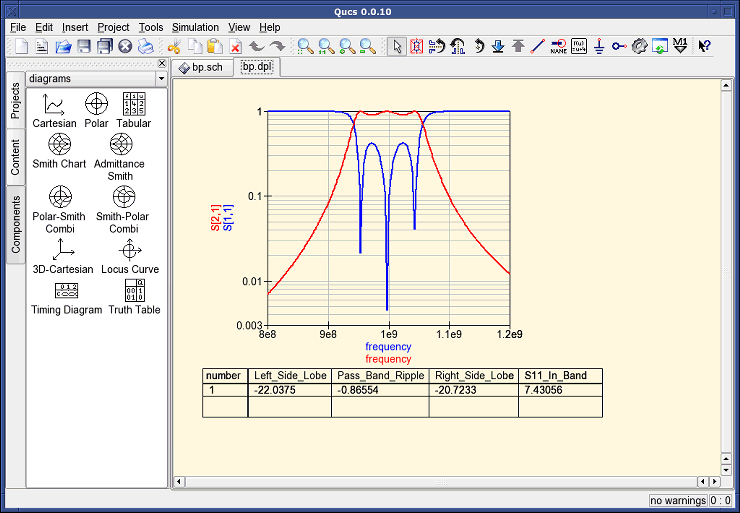 Qucs 0.0.10
File Edit Insert Project Tools Simulation View Help
NAME
M1
bp.sch
bp.dpl
Projects
Content
Components
diagrams
Cartesian Polar Tabular
Smith Chart Admittance Smith
Polar-Smith Combi Smith-Polar Combi
3D-Cartesian Locus Curve
Timing Diagram Truth Table
S[2,1]
S[1,1]
1
0.1
0.01
0.003
8e8 9e8 1e9 1.1e9 1.2e9
frequency
frequency
number Left_Side_Lobe Pass_Band_Ripple Right_Side_Lobe S11_In_Band
1 -22.0375 -0.86554 -20.7233 7.43056
no warnings 0 : 0